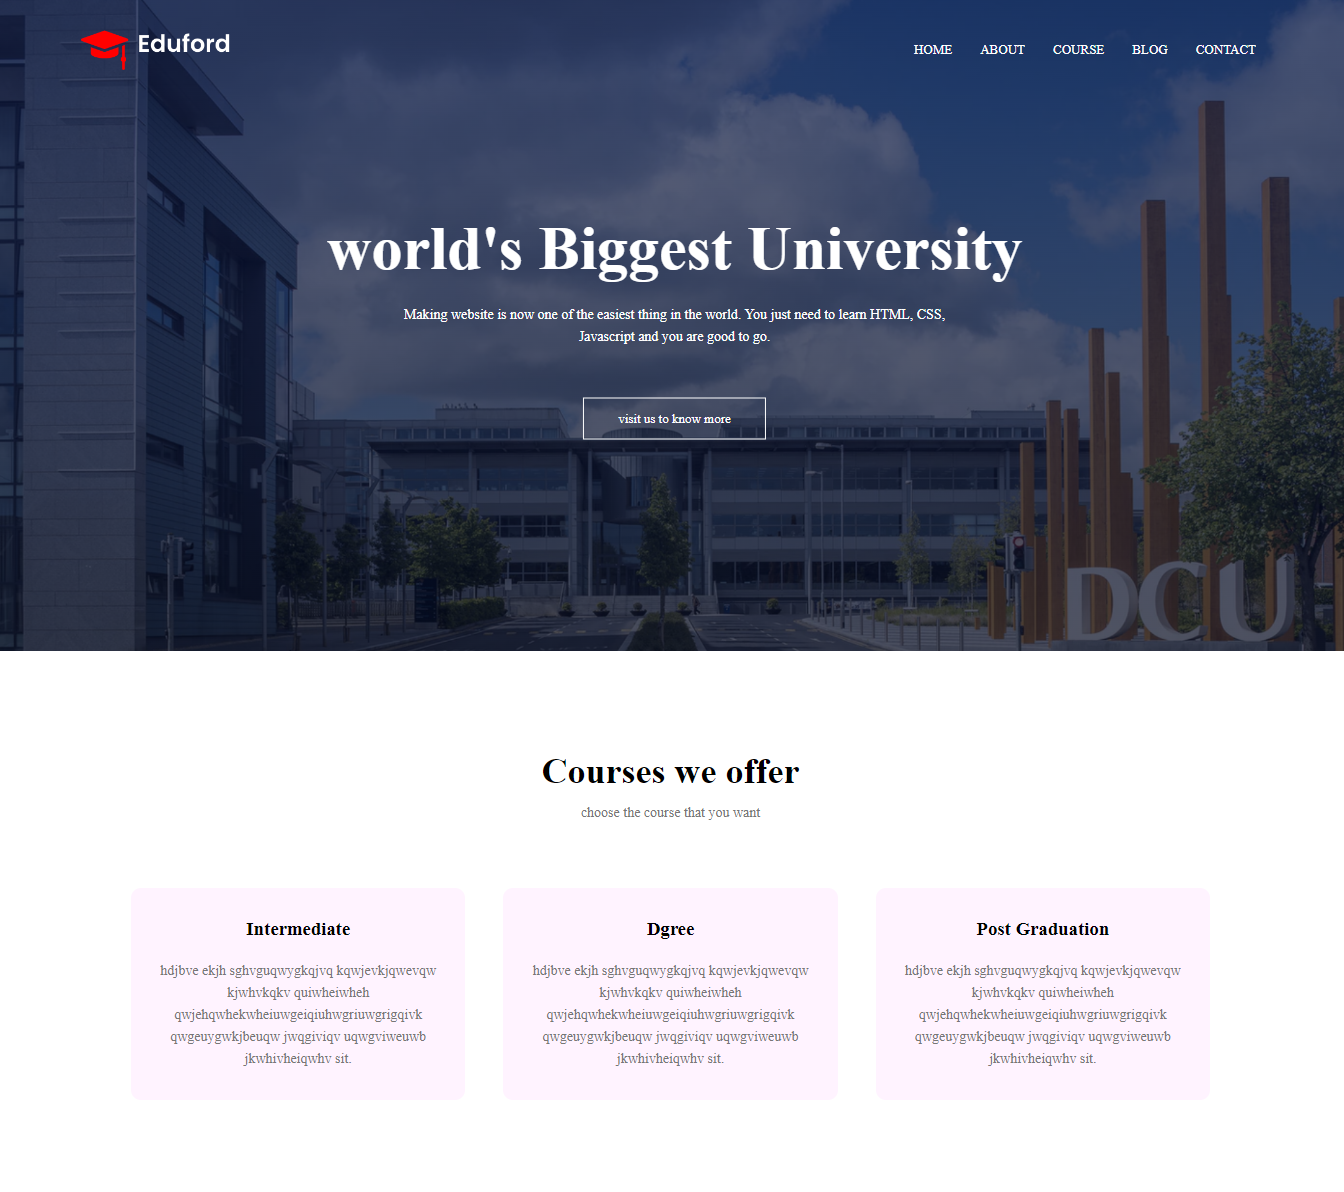 Eduford
HOME ABOUT COURSE BLOG CONTACT
world's Biggest University
Making website is now one of the easiest thing in the world. You just need to learn HTML, CSS,
Javascript and you are good to go.
visit us to know more
DCU
Courses we offer
choose the course that you want
Intermediate
hdjbve ekjh sghvguqwygkqjvq kqwjevkjqwevqw
kjwhvkqkv quiwheiwheh
qwjehqwhekwheiuwgeiqiuhwgriuwgrigqivk
qwgeuygwkjbeuqw jwqgiviqv uqwgviweuwb
jkwhivheiqwhv sit.
Dgree
hdjbve ekjh sghvguqwygkqjvq kqwjevkjqwevqw
kjwhvkqkv quiwheiwheh
qwjehqwhekwheiuwgeiqiuhwgriuwgrigqivk
qwgeuygwkjbeuqw jwqgiviqv uqwgviweuwb
jkwhivheiqwhv sit.
Post Graduation
hdjbve ekjh sghvguqwygkqjvq kqwjevkjqwevqw
kjwhvkqkv quiwheiwheh
qwjehqwhekwheiuwgeiqiuhwgriuwgrigqivk
qwgeuygwkjbeuqw jwqgiviqv uqwgviweuwb
jkwhivheiqwhv sit.